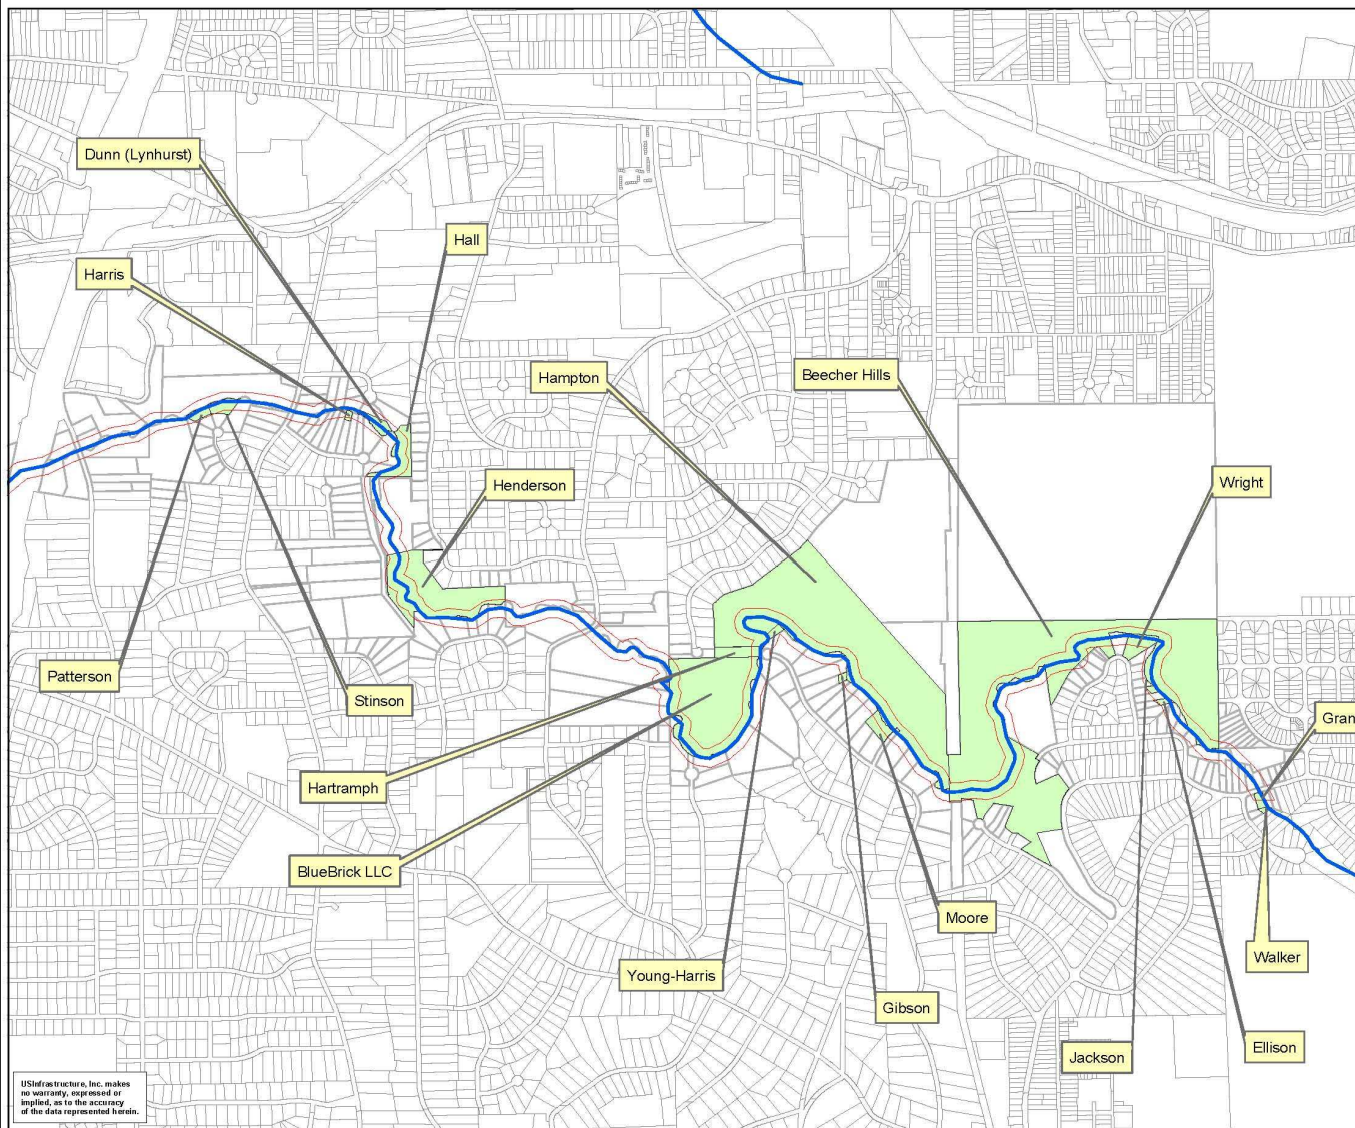 Dunn (Lynhurst)
Hall
Harris
Hampton
Beecher Hills
Henderson
Wright
Patterson
Stinson
Gran
Hartramph
BlueBrick LLC
Moore
Walker
Young-Harris
Gibson
Jackson
Ellison
USInfrastructure, Inc. makes
no warranty, expressed or
implied, as to the accuracy
of the data represented herein.